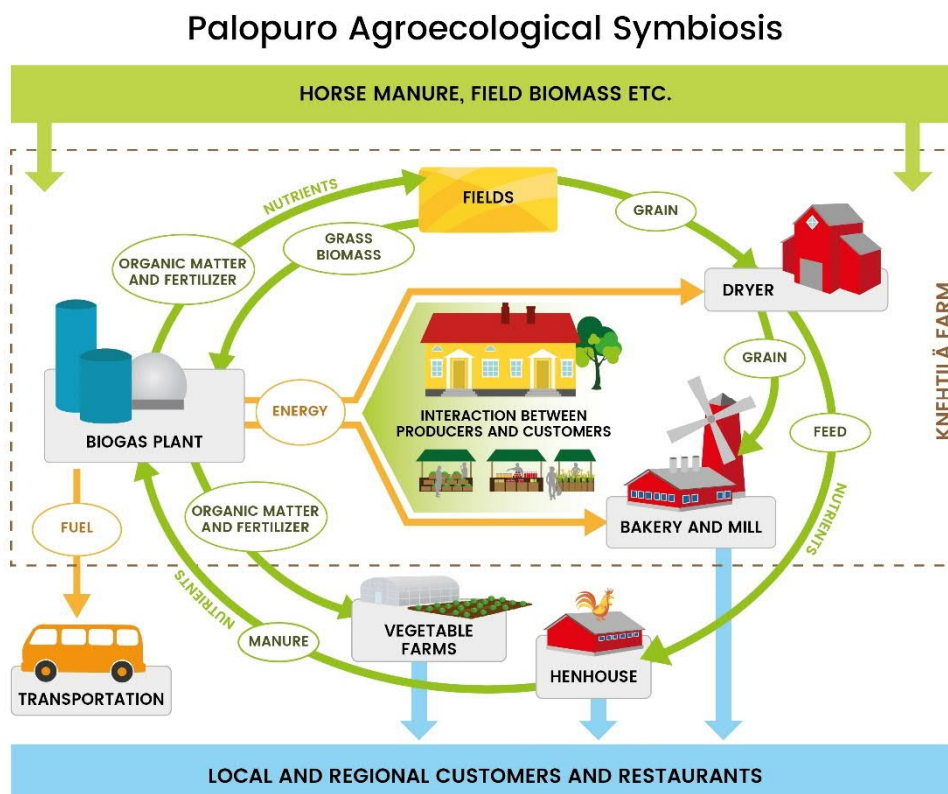 Palopuro Agroecological Symbiosis
HORSE MANURE, FIELD BIOMASS ETC.
NUTRIENTS
FIELDS
GRAIN
ORGANIC MATTER
AND FERTILIZER
GRASS
BIOMASS
DRYER
KNEHTILÄ FARM
GRAIN
ENERGY
INTERACTION BETWEEN
PRODUCERS AND CUSTOMERS
BIOGAS PLANT
FEED
ORGANIC MATTER
AND FERTILIZER
FUEL
BAKERY AND MILL
NUTRIENTS
NUTRIENTS
MANURE
VEGETABLE
FARMS
HENHOUSE
TRANSPORTATION
LOCAL AND REGIONAL CUSTOMERS AND RESTAURANTS